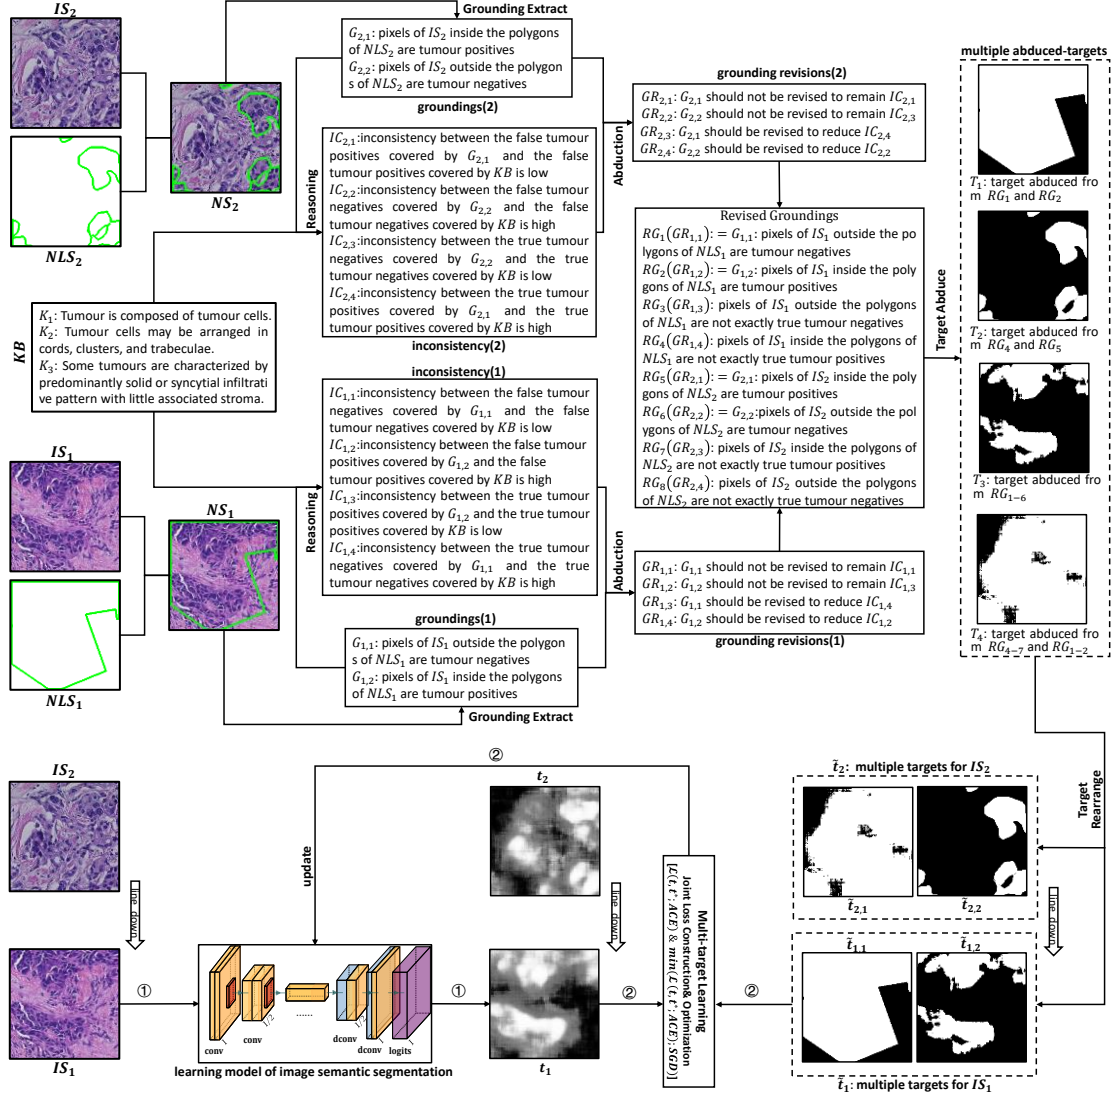 IS₂
Grounding Extract
G₂,₁: pixels of IS₂ inside the polygons
of NLS₂ are tumour positives
G₂,₂: pixels of IS₂ outside the polygon
s of NLS₂ are tumour negatives
groundings(2)
NS₂
NLS₂
Reasoning
IC₂,₁:inconsistency between the false tumour
positives covered by G₂,₁ and the false
tumour positives covered by KB is low
IC₂,₂:inconsistency between the false tumour
negatives covered by G₂,₂ and the false
tumour negatives covered by KB is high
IC₂,₃:inconsistency between the true tumour
negatives covered by G₂,₂ and the true
tumour negatives covered by KB is low
IC₂,₄:inconsistency between the true tumour
positives covered by G₂,₁ and the
true tumour positives covered by KB is high
inconsistency(2)
Abduction
grounding revisions(2)
GR₂,₁: G₂,₁ should not be revised to remain IC₂,₁
GR₂,₂: G₂,₂ should not be revised to remain IC₂,₃
GR₂,₃: G₂,₁ should be revised to reduce IC₂,₄
GR₂,₄: G₂,₂ should be revised to reduce IC₂,₂
KB
K₁: Tumour is composed of tumour cells.
K₂: Tumour cells may be arranged in
cords, clusters, and trabeculae.
K₃: Some tumours are characterized by
predominantly solid or syncytial infiltrat
ive pattern with little associated stroma.
Revised Groundings
RG₁(GR₁,₁): = G₁,₁: pixels of IS₁ outside the po
lygons of NLS₁ are tumour negatives
RG₂(GR₁,₂): = G₁,₂: pixels of IS₁ inside the poly
gons of NLS₁ are tumour positives
RG₃(GR₁,₃): pixels of IS₁ outside the polygons
of NLS₁ are not exactly true tumour negatives
RG₄(GR₁,₄): pixels of IS₁ inside the polygons of
NLS₁ are not exactly true tumour positives
RG₅(GR₂,₁): = G₂,₁: pixels of IS₂ inside the poly
gons of NLS₂ are tumour positives
RG₆(GR₂,₂): = G₂,₂:pixels of IS₂ outside the pol
ygons of NLS₂ are tumour negatives
RG₇(GR₂,₃): pixels of IS₂ inside the polygons of
NLS₂ are not exactly true tumour positives
RG₈(GR₂,₄): pixels of IS₂ outside the polygons
of NLS₂ are not exactly true tumour negatives
Target Abduce
multiple abduced-targets
T₁: target abduced fro
m RG₁ and RG₂
T₂: target abduced fro
m RG₄ and RG₅
T₃: target abduced fro
m RG₁₋₆
T₄: target abduced fro
m RG₄₋₇ and RG₁₋₂
inconsistency(1)
IS₁
NS₁
NLS₁
Reasoning
IC₁,₁:inconsistency between the false tumour
negatives covered by G₁,₁ and the false tumour
negatives covered by KB is low
IC₁,₂:inconsistency between the false tumour
positives covered by G₁,₂ and the false
tumour positives covered by
KB is high
IC₁,₃:inconsistency between the true tumour
positives covered by G₁,₂ and the true tumour
positives covered by KB is low
IC₁,₄:inconsistency between the true tumour
negatives covered by G₁,₁ and the true
tumour negatives covered by KB is high
groundings(1)
G₁,₁: pixels of IS₁ outside the polygon
s of NLS₁ are tumour negatives
G₁,₂: pixels of IS₁ inside the polygons
of NLS₁ are tumour positives
Grounding Extract
Abduction
GR₁,₁: G₁,₁ should not be revised to remain IC₁,₁
GR₁,₂: G₁,₂ should not be revised to remain IC₁,₃
GR₁,₃: G₁,₁ should be revised to reduce IC₁,₄
GR₁,₄: G₁,₂ should be revised to reduce IC₁,₂
grounding revisions(1)
Target
Rearrange
IS₂
②
t₂
t̃₂: multiple targets for IS₂
t̃₂,₁
t̃₂,₂
update
line down
line down
line down
IS₁
①
conv
conv
1/2
......
......
dconv
1/2
dconv
logits
learning model of image semantic segmentation
①
t₁
②
Multi-target Learning
Joint Loss Construction& Optimization
[ℒ(t, t̃; ACE) & min(ℒ(t, t̃; ACE); SGD)]
②
t̃₁,₁
t̃₁,₂
t̃₁: multiple targets for IS₁